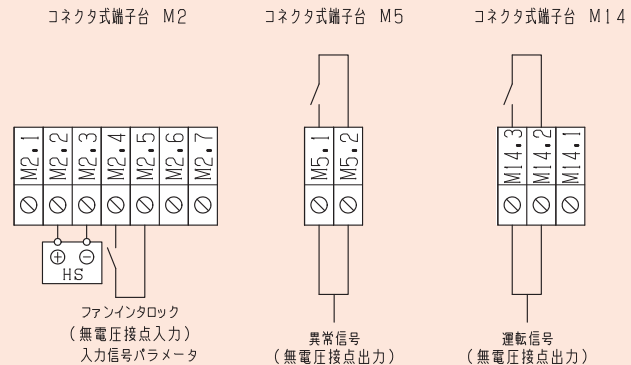 コネクタ式端子台 M2
コネクタ式端子台 M5
コネクタ式端子台 M14
M2.1
M2.2
M2.3
M2.4
M2.5
M2.6
M2.7
M5.1
M5.2
M14.3
M14.2
M14.1
+
-
HS
ファンインタロック
(無電圧接点入力)
入力信号パラメータ
異常信号
(無電圧接点出力)
運転信号
(無電圧接点出力)